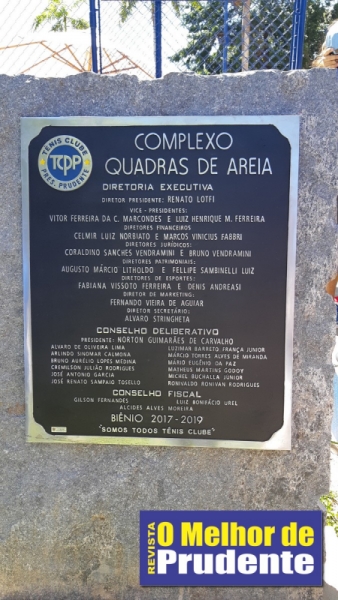 TÊNIS CLUBE
TCPP
PRES. PRUDENTE
COMPLEXO
QUADRAS DE AREIA
DIRETORIA EXECUTIVA
DIRETOR PRESIDENTE: RENATO LOTFI
VICE - PRESIDENTES:
VITOR FERREIRA DA C. MARCONDES E LUIZ HENRIQUE M. FERREIRA
DIRETORES FINANCEIROS
CELMIR LUIZ NORBIATO E MARCOS VINICIUS FABBRI
DIRETORES JURÍDICOS:
CORALDINO SANCHES VENDRAMINI E BRUNO VENDRAMINI
DIRETORES PATRIMONIAIS:
AUGUSTO MÁRCIO LITHOLDO E FELLIPE SAMBINELLI LUIZ
DIRETORES DE ESPORTES:
FABIANA VISSOTO FERREIRA E DENIS ANDREASI
DIRETOR DE MARKETING:
FERNANDO VIEIRA DE AGUIAR
DIRETOR SECRETÁRIO:
ALVARO STRINGHETA
CONSELHO DELIBERATIVO
PRESIDENTE: NORTON GUIMARÃES DE CARVALHO
ALVARO DE OLIVEIRA LIMA
ARLINDO SINOMAR CALMONA
BRUNO AURÉLIO LOPES MEDINA
CREMILSON JULIÃO RODRIGUES
JOSÉ ANTONIO GARCIA
JOSÉ RENATO SAMPAIO TOSELLO
LUZIMAR BARRETO FRANÇA JUNIOR
MÁRCIO TORRES ALVES DE MIRANDA
MÁRIO EUGÊNIO DA PAZ
MATHEUS MARTINS GODOY
MICHEL BUCHALLA JUNIOR
ROMIVALDO RONIVAN RODRIGUES
CONSELHO FISCAL
GILSON FERNANDES LUIZ BONIFÁCIO UREL
ALCIDES ALVES MOREIRA
BIÊNIO 2017-2019
"SOMOS TODOS TÊNIS CLUBE"
REVISTA
O Melhor de
Prudente